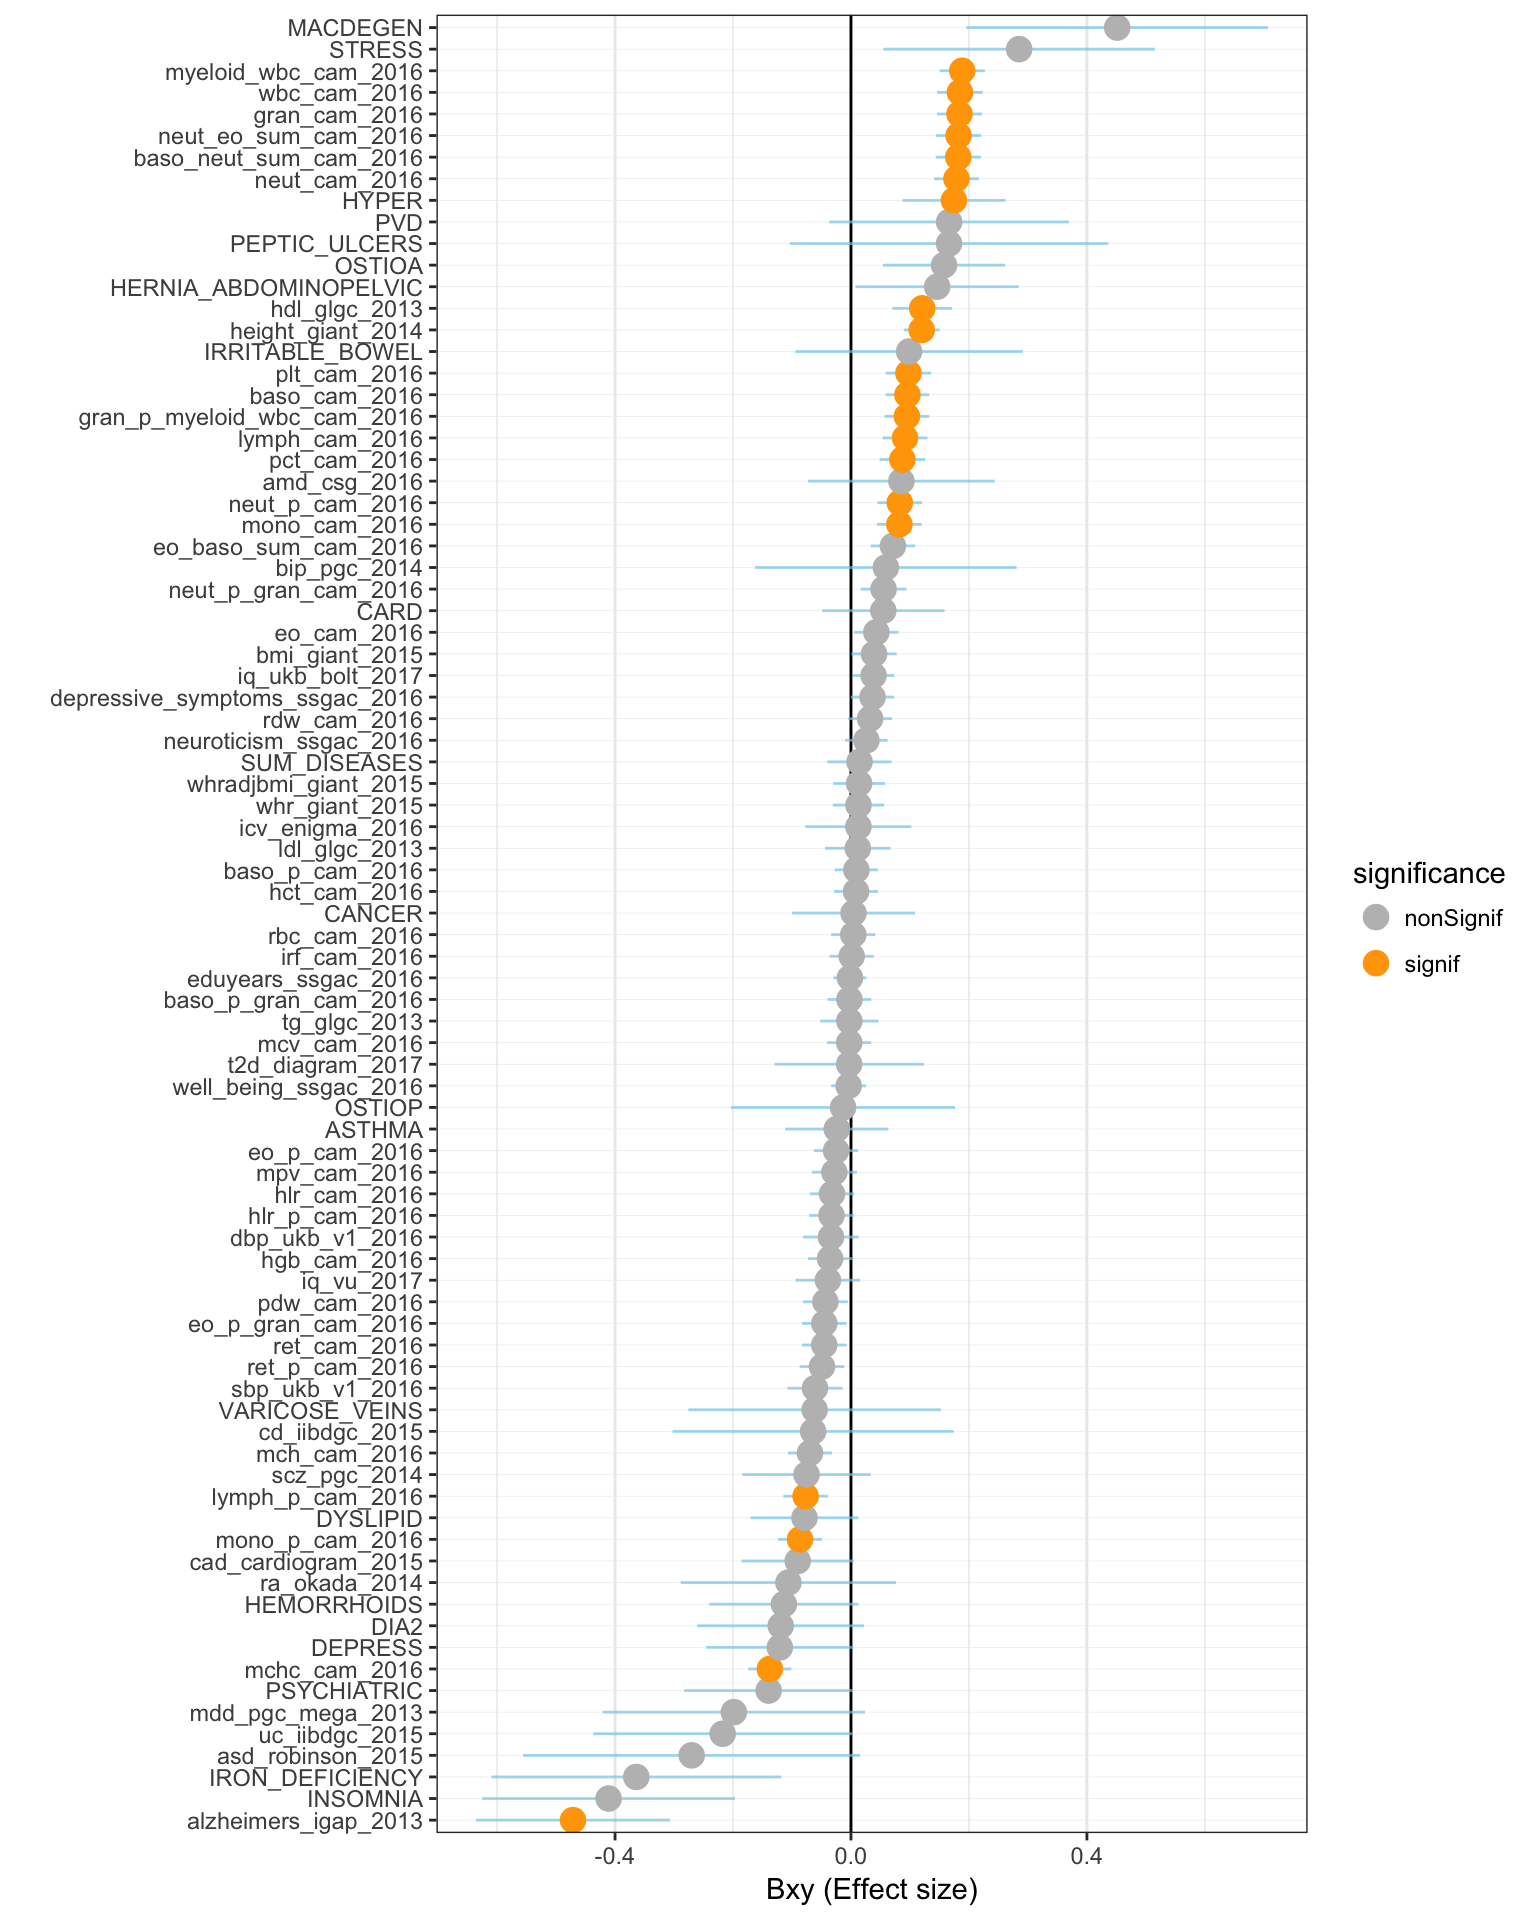 MACDEGEN
STRESS
myeloid_wbc_cam_2016
wbc_cam_2016
gran_cam_2016
neut_eo_sum_cam_2016
baso_neut_sum_cam_2016
neut_cam_2016
HYPER
PVD
PEPTIC_ULCERS
OSTIOA
HERNIA_ABDOMINOPELVIC
hdl_glgc_2013
height_giant_2014
IRRITABLE_BOWEL
plt_cam_2016
baso_cam_2016
gran_p_myeloid_wbc_cam_2016
lymph_cam_2016
pct_cam_2016
amd_csg_2016
neut_p_cam_2016
mono_cam_2016
eo_baso_sum_cam_2016
bip_pgc_2014
neut_p_gran_cam_2016
CARD
eo_cam_2016
bmi_giant_2015
iq_ukb_bolt_2017
depressive_symptoms_ssgac_2016
rdw_cam_2016
neuroticism_ssgac_2016
SUM_DISEASES
whradjbmi_giant_2015
whr_giant_2015
icv_enigma_2016
ldl_glgc_2013
baso_p_cam_2016
hct_cam_2016
CANCER
rbc_cam_2016
irf_cam_2016
eduyears_ssgac_2016
baso_p_gran_cam_2016
tg_glgc_2013
mcv_cam_2016
t2d_diagram_2017
well_being_ssgac_2016
OSTIOP
ASTHMA
eo_p_cam_2016
mpv_cam_2016
hlr_cam_2016
hlr_p_cam_2016
dbp_ukb_v1_2016
hgb_cam_2016
iq_vu_2017
pdw_cam_2016
eo_p_gran_cam_2016
ret_cam_2016
ret_p_cam_2016
sbp_ukb_v1_2016
VARICOSE_VEINS
cd_iibdgc_2015
mch_cam_2016
scz_pgc_2014
lymph_p_cam_2016
DYSLIPID
mono_p_cam_2016
cad_cardiogram_2015
ra_okada_2014
HEMORRHOIDS
DIA2
DEPRESS
mchc_cam_2016
PSYCHIATRIC
mdd_pgc_mega_2013
uc_iibdgc_2015
asd_robinson_2015
IRON_DEFICIENCY
INSOMNIA
alzheimers_igap_2013
-0.4 0.0 0.4
Bxy (Effect size)
significance
nonSignif
signif